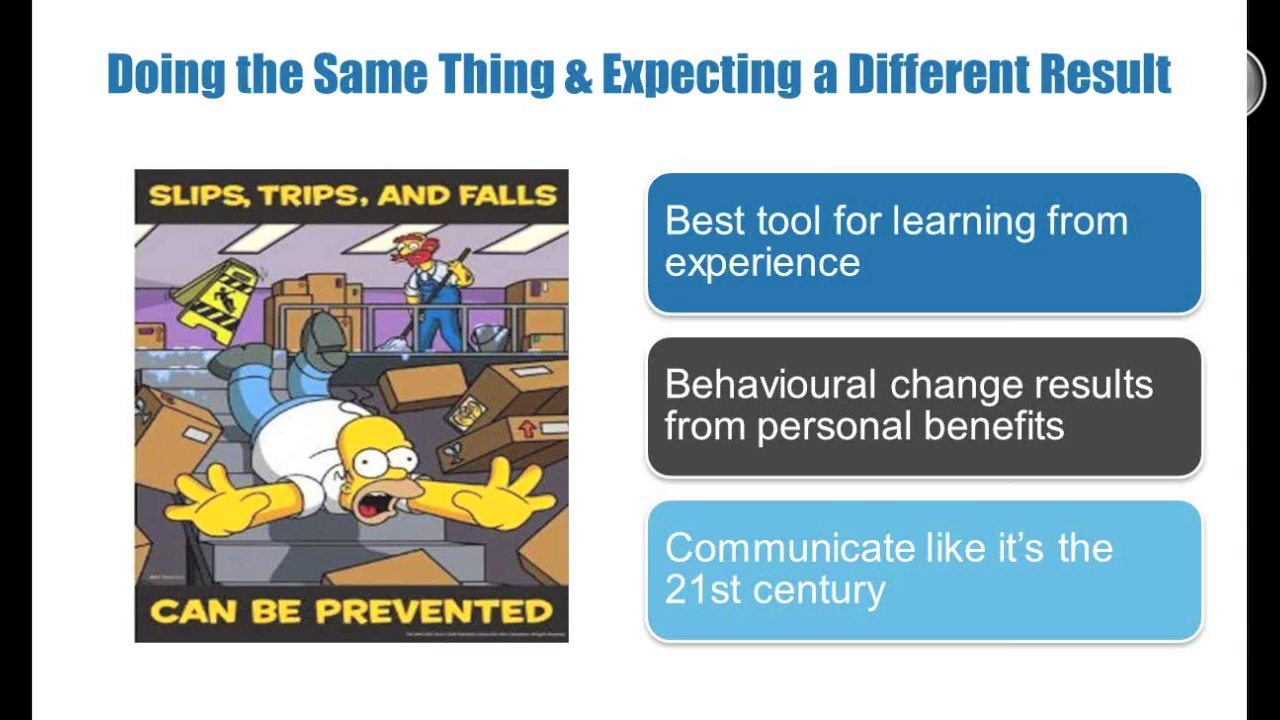 Doing the Same Thing & Expecting a Different Result
SLIPS, TRIPS, AND FALLS
CAN BE PREVENTED
Best tool for learning from
experience
Behavioural change results
from personal benefits
Communicate like it's the
21st century